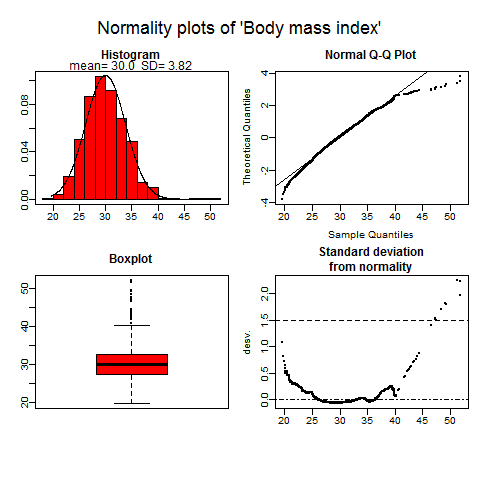 Normality plots of 'Body mass index'
Histogram
mean= 30.0 SD= 3.82
0.00 0.04 0.08
20 25 30 35 40 45 50
Normal Q-Q Plot
Theoretical Quantiles
-4 -2 0 2 4
20 25 30 35 40 45 50
Sample Quantiles
Boxplot
20 30 40 50
Standard deviation
from normality
desv.
0.0 0.5 1.0 1.5 2.0
20 25 30 35 40 45 50